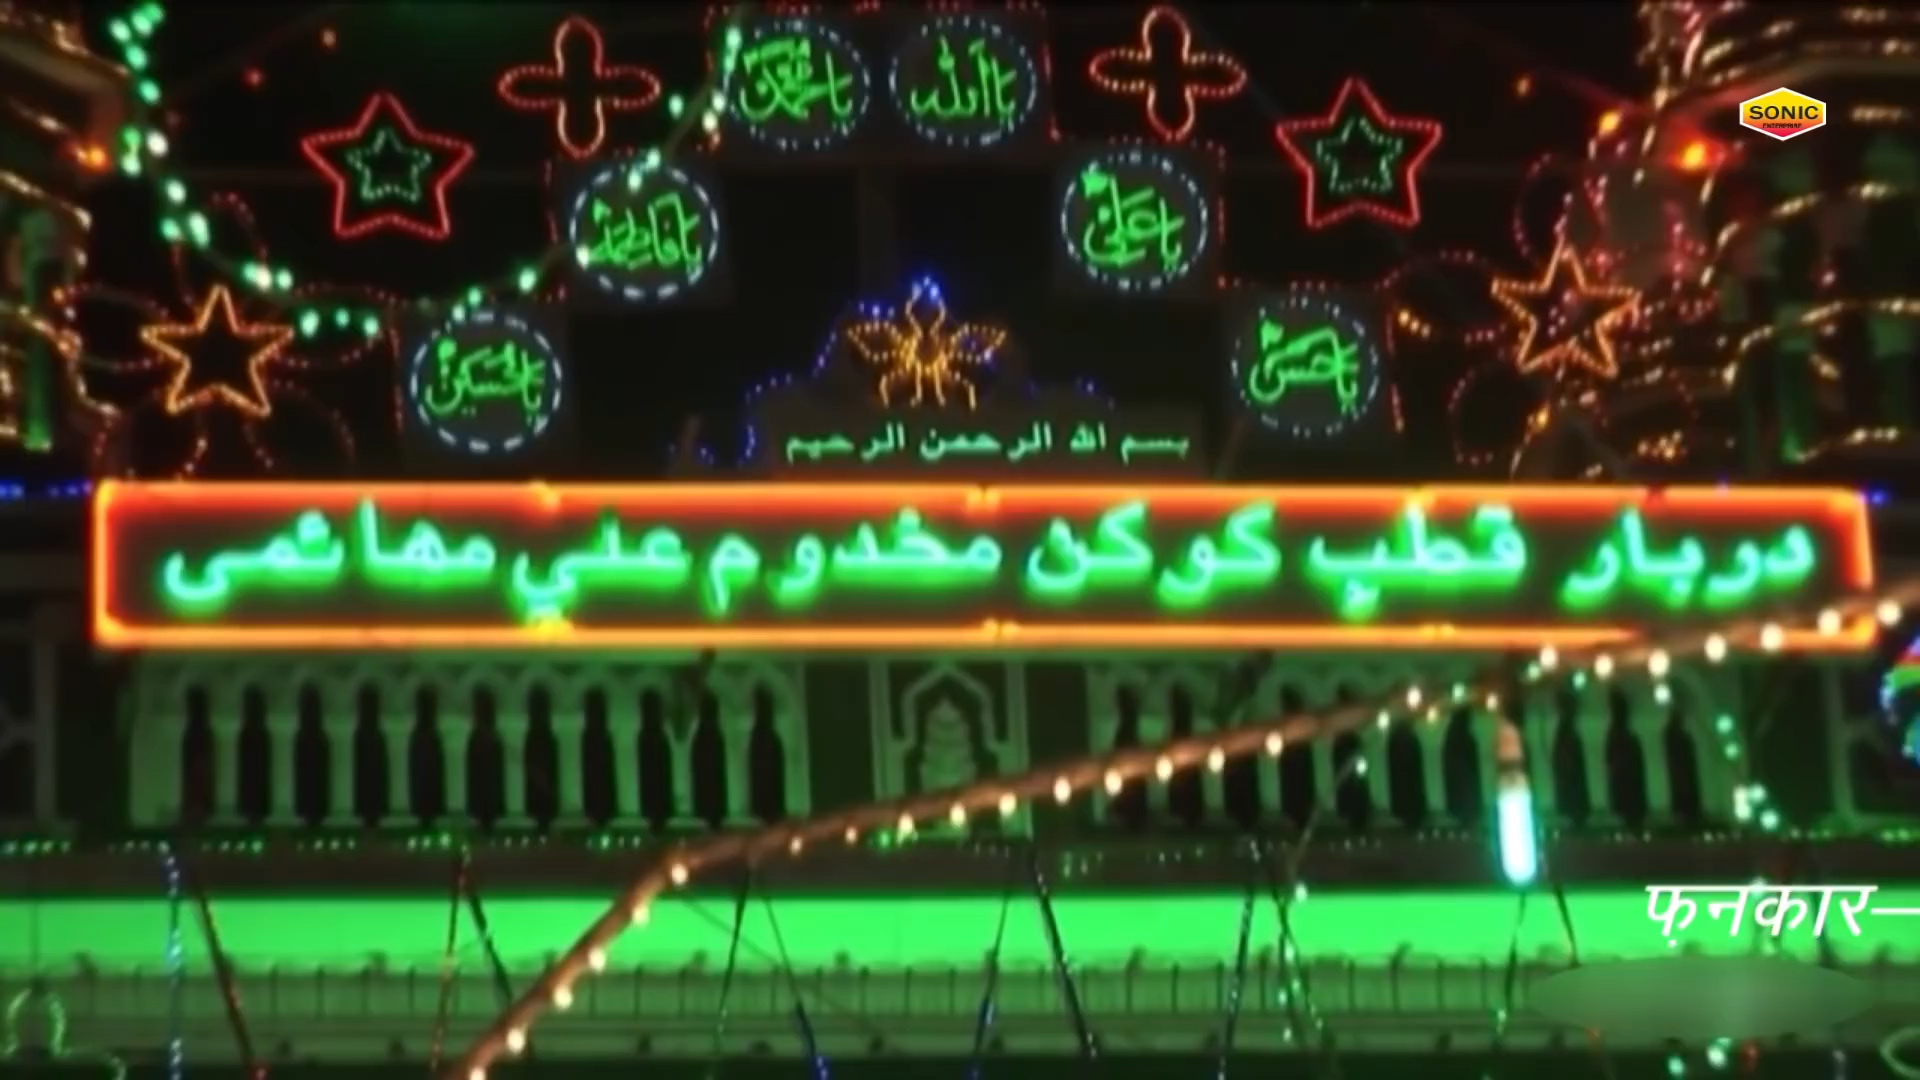 یا محمد یا اللہ
یا فاطمہ یا علی
یا حسین یا حسن
بسم الله الرحمن الرحيم
دربار قطب کوکن مخدوم علي مهائمی
SONIC
ENTERPRISE
फ़नकार—